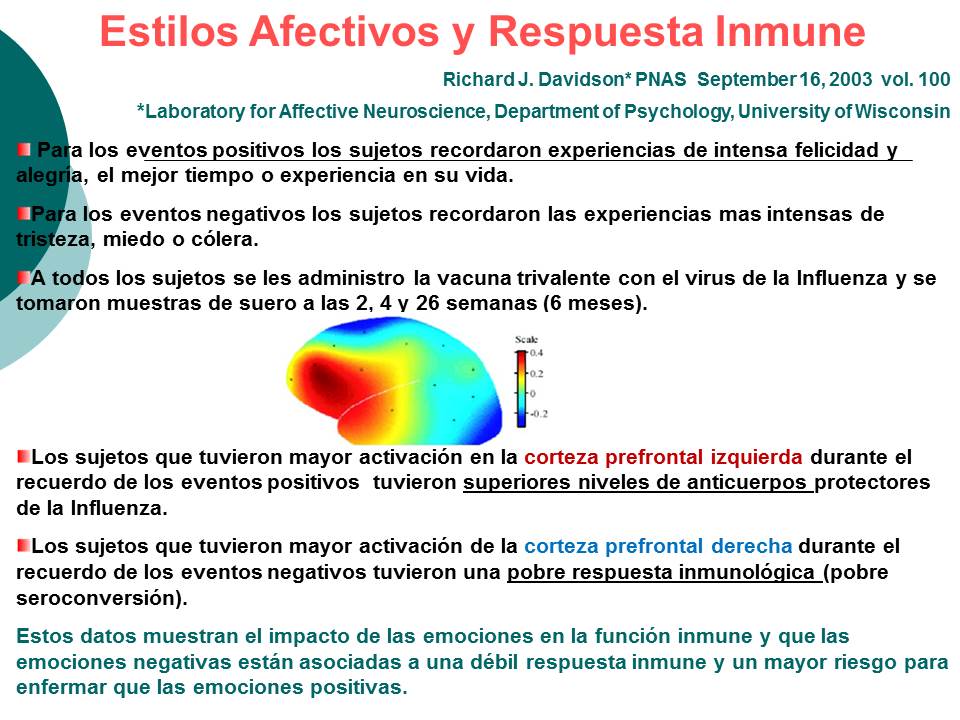 Estilos Afectivos y Respuesta Inmune
Richard J. Davidson* PNAS September 16, 2003 vol. 100
*Laboratory for Affective Neuroscience, Department of Psychology, University of Wisconsin
Para los eventos positivos los sujetos recordaron experiencias de intensa felicidad y
alegría, el mejor tiempo o experiencia en su vida.
Para los eventos negativos los sujetos recordaron las experiencias mas intensas de
tristeza, miedo o cólera.
A todos los sujetos se les administro la vacuna trivalente con el virus de la Influenza y se
tomaron muestras de suero a las 2, 4 y 26 semanas (6 meses).
Scale
0.4
0.2
0
-0.2
Los sujetos que tuvieron mayor activación en la corteza prefrontal izquierda durante el
recuerdo de los eventos positivos tuvieron superiores niveles de anticuerpos protectores
de la Influenza.
Los sujetos que tuvieron mayor activación de la corteza prefrontal derecha durante el
recuerdo de los eventos negativos tuvieron una pobre respuesta inmunológica (pobre
seroconversión).
Estos datos muestran el impacto de las emociones en la función inmune y que las
emociones negativas están asociadas a una débil respuesta inmune y un mayor riesgo para
enfermar que las emociones positivas.